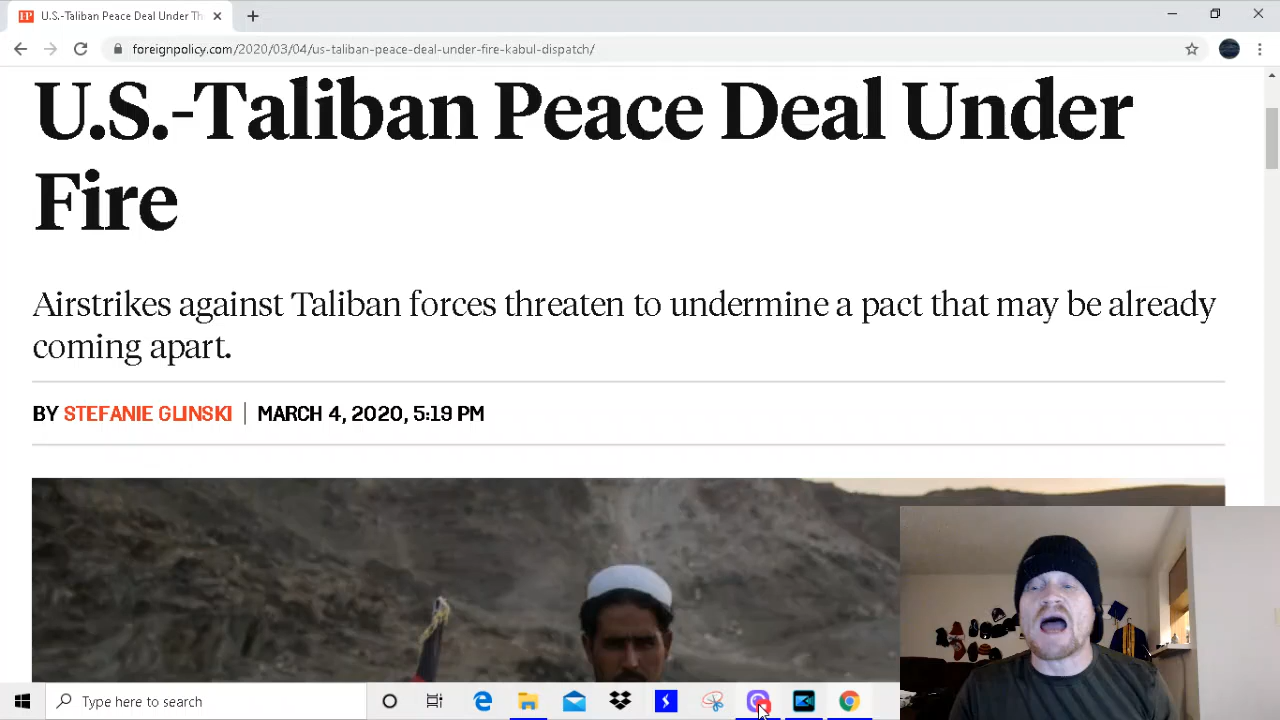 U.S.-Taliban Peace Deal Under Th
foreignpolicy.com/2020/03/04/us-taliban-peace-deal-under-fire-kabul-dispatch/
U.S.-Taliban Peace Deal Under
Fire
Airstrikes against Taliban forces threaten to undermine a pact that may be already
coming apart.
BY STEFANIE GLINSKI | MARCH 4, 2020, 5:19 PM
Type here to search